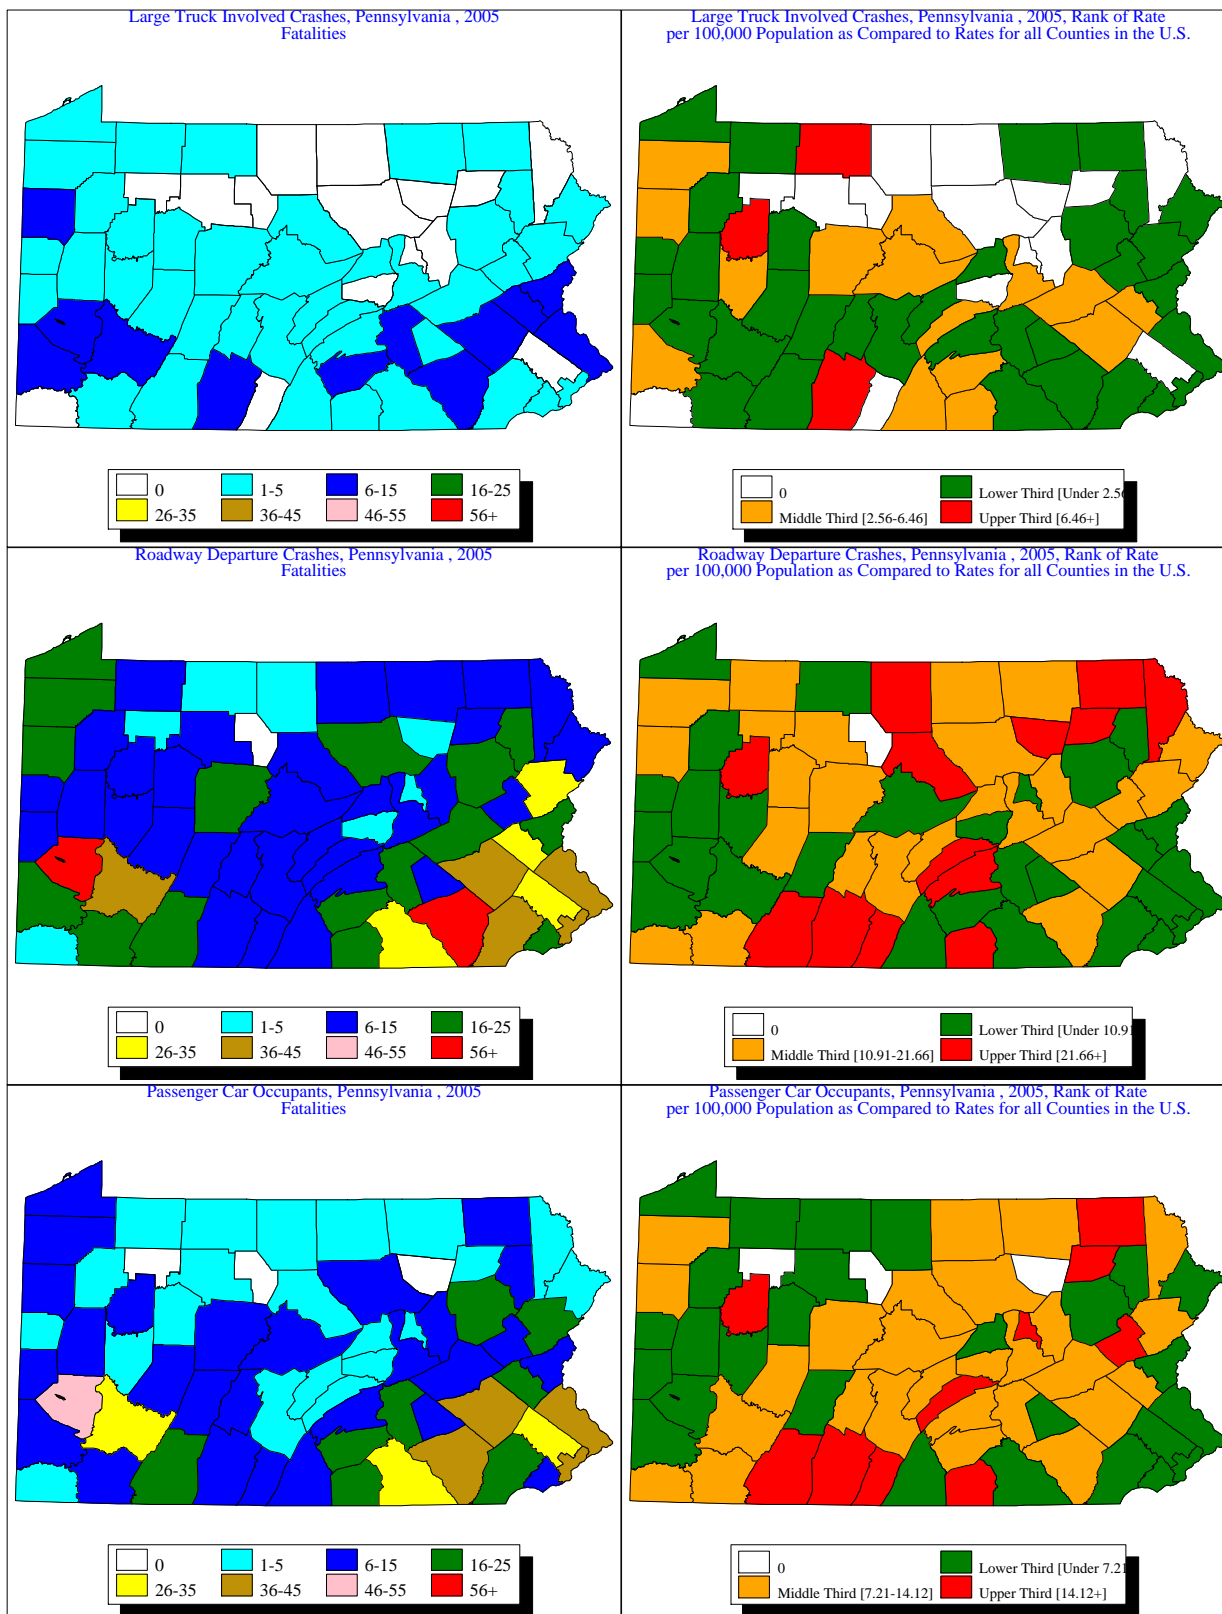 Large Truck Involved Crashes, Pennsylvania , 2005
Fatalities
Large Truck Involved Crashes, Pennsylvania , 2005, Rank of Rate
per 100,000 Population as Compared to Rates for all Counties in the U.S.
0 1-5 6-15 16-25
26-35 36-45 46-55 56+
0 Lower Third [Under 2.56
Middle Third [2.56-6.46] Upper Third [6.46+]
Roadway Departure Crashes, Pennsylvania , 2005
Fatalities
Roadway Departure Crashes, Pennsylvania , 2005, Rank of Rate
per 100,000 Population as Compared to Rates for all Counties in the U.S.
0 1-5 6-15 16-25
26-35 36-45 46-55 56+
0 Lower Third [Under 10.91
Middle Third [10.91-21.66] Upper Third [21.66+]
Passenger Car Occupants, Pennsylvania , 2005
Fatalities
Passenger Car Occupants, Pennsylvania , 2005, Rank of Rate
per 100,000 Population as Compared to Rates for all Counties in the U.S.
0 1-5 6-15 16-25
26-35 36-45 46-55 56+
0 Lower Third [Under 7.21
Middle Third [7.21-14.12] Upper Third [14.12+]